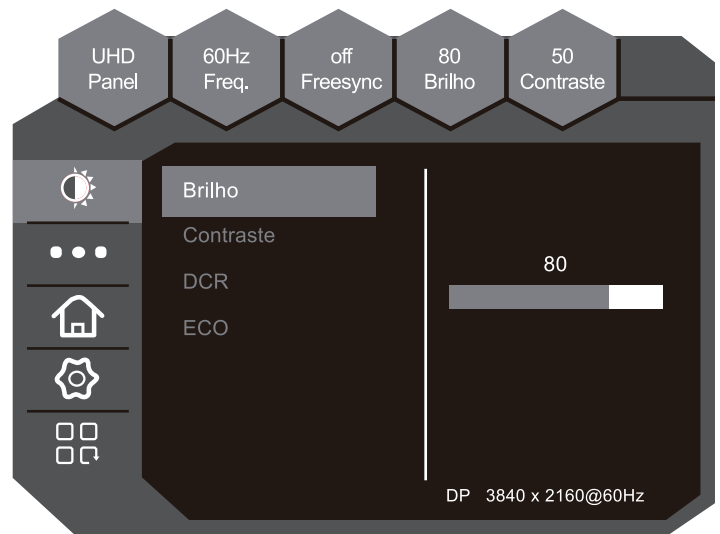 UHD
Panel
60Hz
Freq.
off
Freesync
80
Brilho
50
Contraste
Brilho
Contraste
DCR
ECO
80
DP 3840 x 2160@60Hz